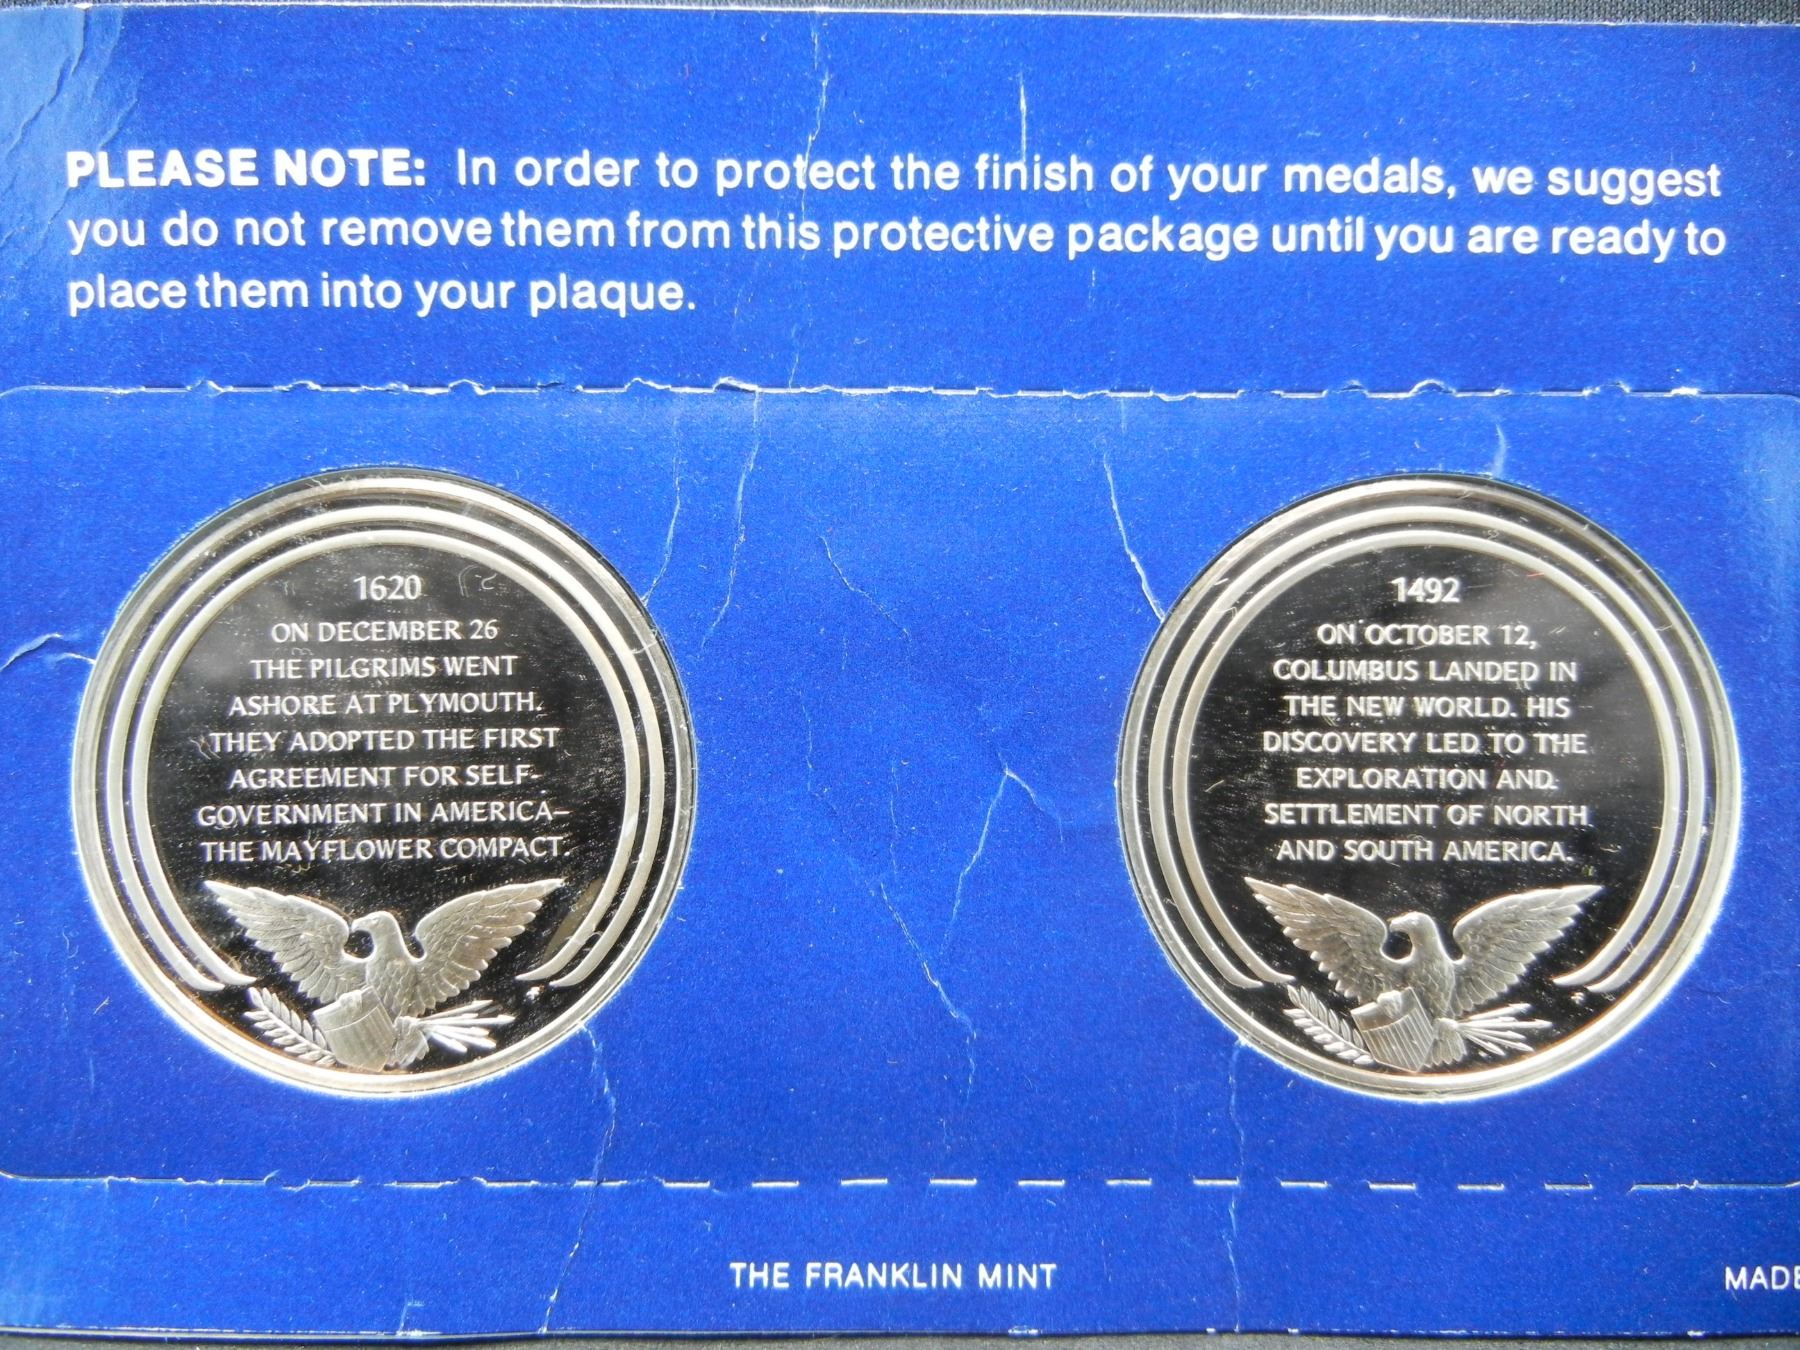 PLEASE NOTE: In order to protect the finish of your medals, we suggest
you do not remove them from this protective package until you are ready to
place them into your plaque.
1620
ON DECEMBER 26
THE PILGRIMS WENT
ASHORE AT PLYMOUTH.
THEY ADOPTED THE FIRST
AGREEMENT FOR SELF-
GOVERNMENT IN AMERICA—
THE MAYFLOWER COMPACT.
1492
ON OCTOBER 12,
COLUMBUS LANDED IN
THE NEW WORLD. HIS
DISCOVERY LED TO THE
EXPLORATION AND
SETTLEMENT OF NORTH
AND SOUTH AMERICA.
THE FRANKLIN MINT
MADE